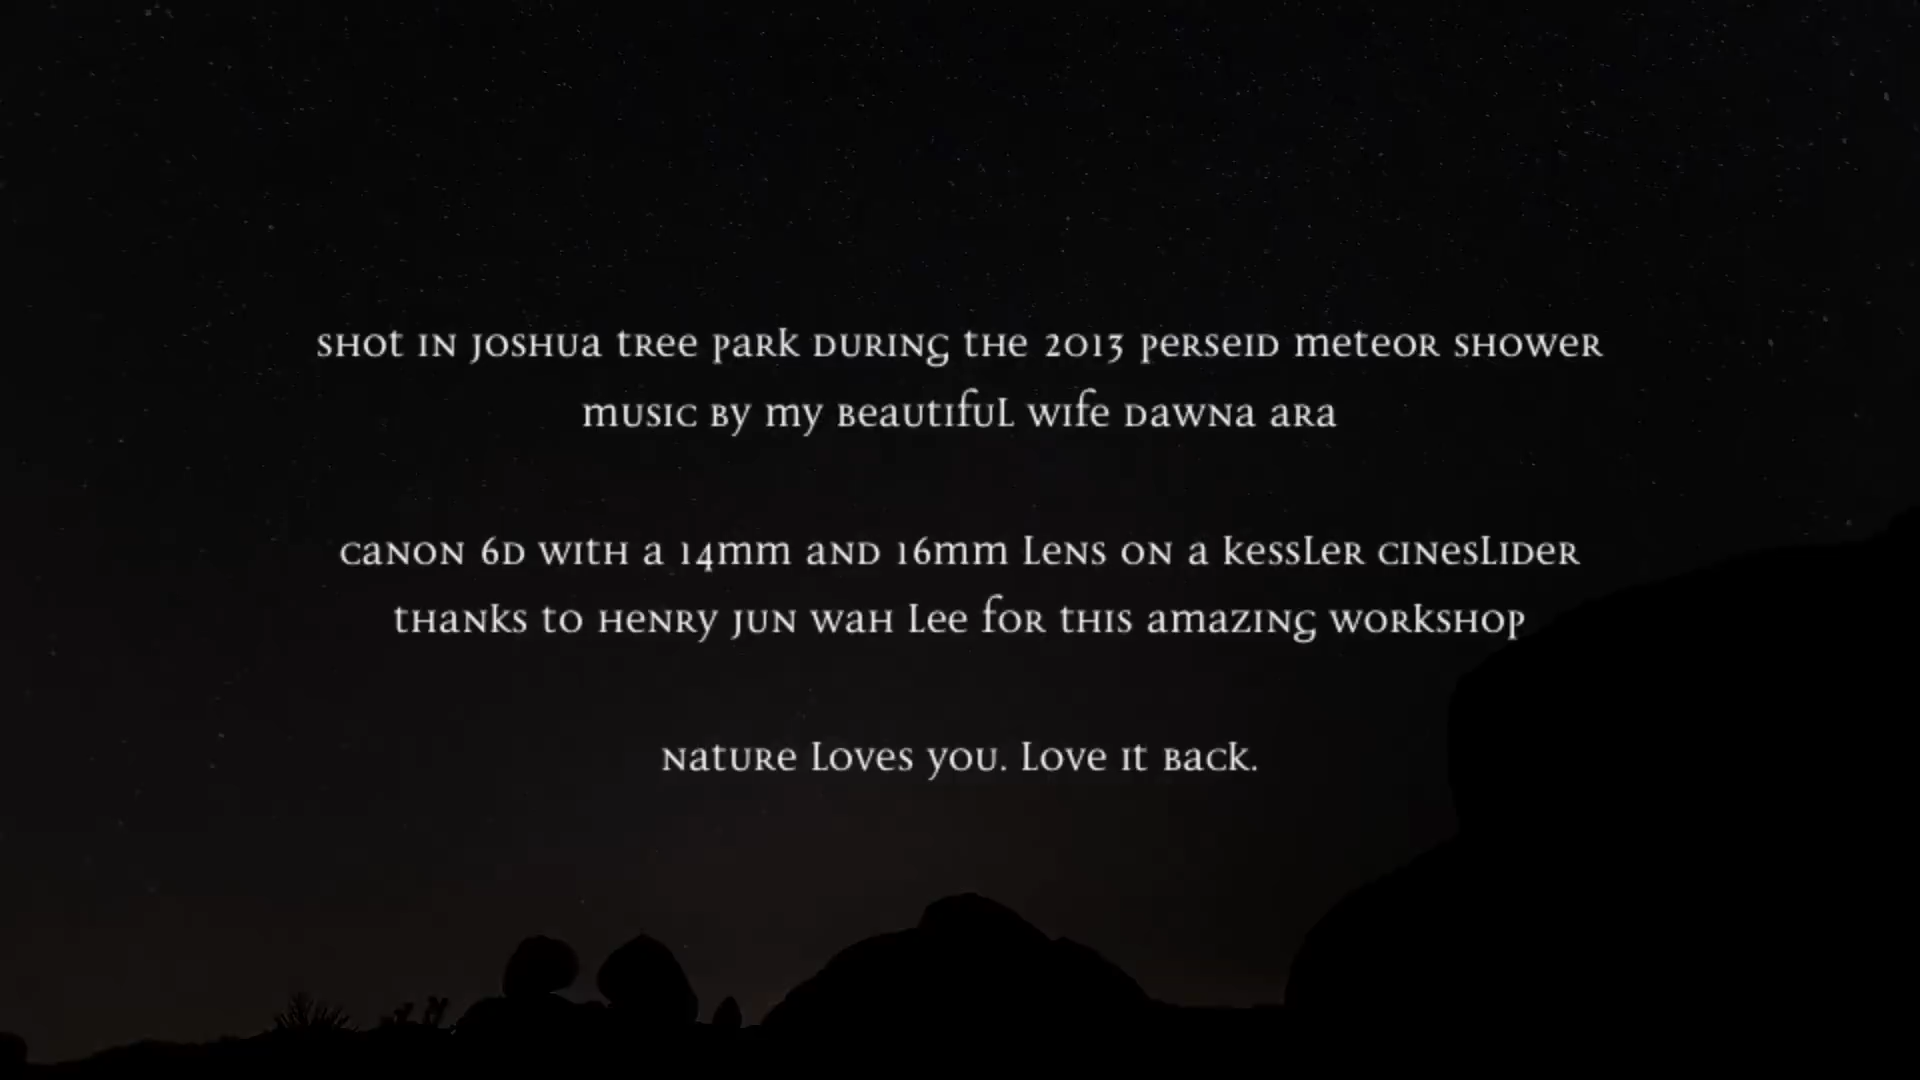 shot in Joshua tree park during the 2013 perseid meteor shower
music by my beautiful wife dawna ara
canon 6D with a 14mm and 16mm Lens on a kessLer cinesLider
thanks to Henry Jun wah Lee for this amazing workshop
nature Loves you. Love it back.